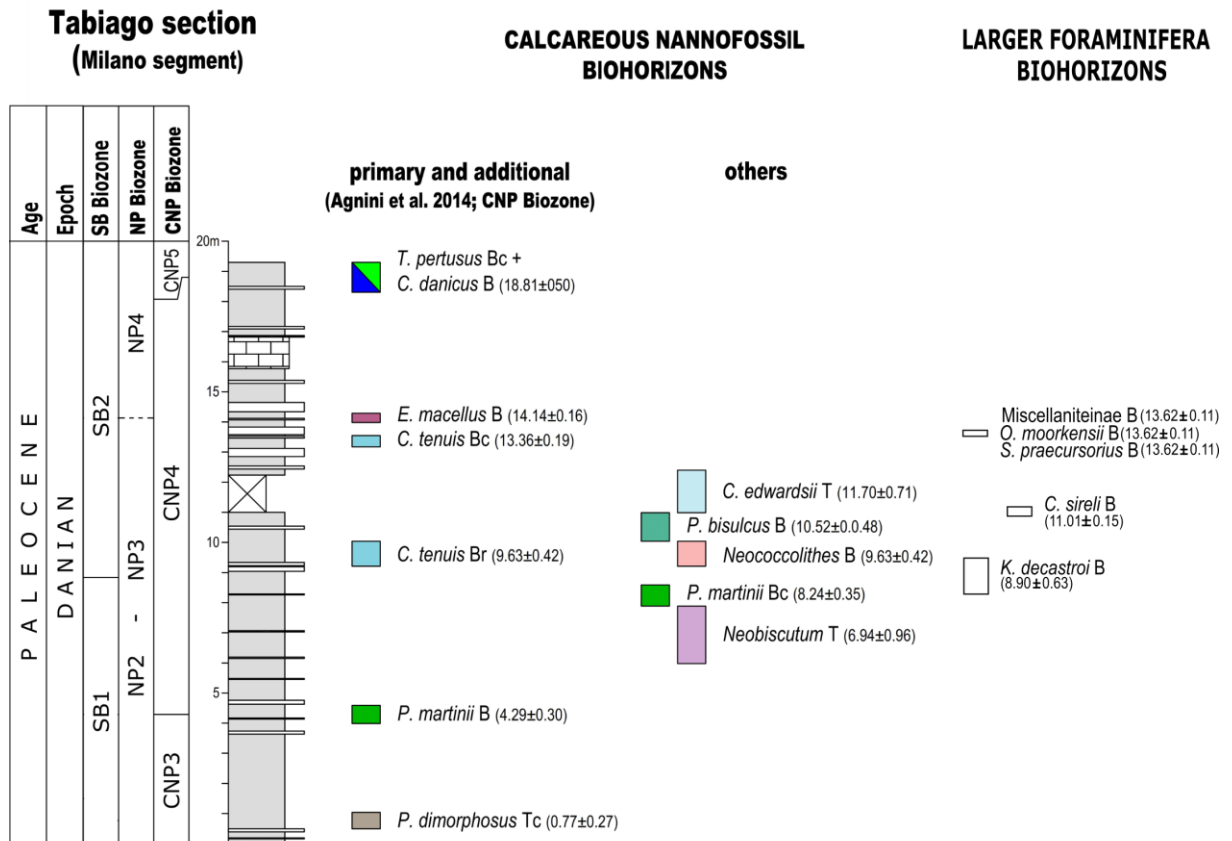 Tabiago section
(Milano segment)
CALCAREOUS NANNOFOSSIL
BIOHORIZONS
LARGER FORAMINIFERA
BIOHORIZONS
Age
Epoch
SB Biozone
NP Biozone
CNP Biozone
primary and additional
(Agnini et al. 2014; CNP Biozone)
others
PALEOCENE
DANIAN
SB2
SB1
NP4
NP2 - NP3
CNP5
CNP4
CNP3
20m
15
10
5
T. pertusus Bc +
C. danicus B (18.81±050)
E. macellus B (14.14±0.16)
C. tenuis Bc (13.36±0.19)
C. tenuis Br (9.63±0.42)
P. martinii B (4.29±0.30)
P. dimorphosus Tc (0.77±0.27)
C. edwardsii T (11.70±0.71)
P. bisulcus B (10.52±0.0.48)
Neococcolithes B (9.63±0.42)
P. martinii Bc (8.24±0.35)
Neobiscutum T (6.94±0.96)
Miscellaniteinae B (13.62±0.11)
O. moorkensii B (13.62±0.11)
S. praecursorius B (13.62±0.11)
C. sireli B
(11.01±0.15)
K. decastroi B
(8.90±0.63)